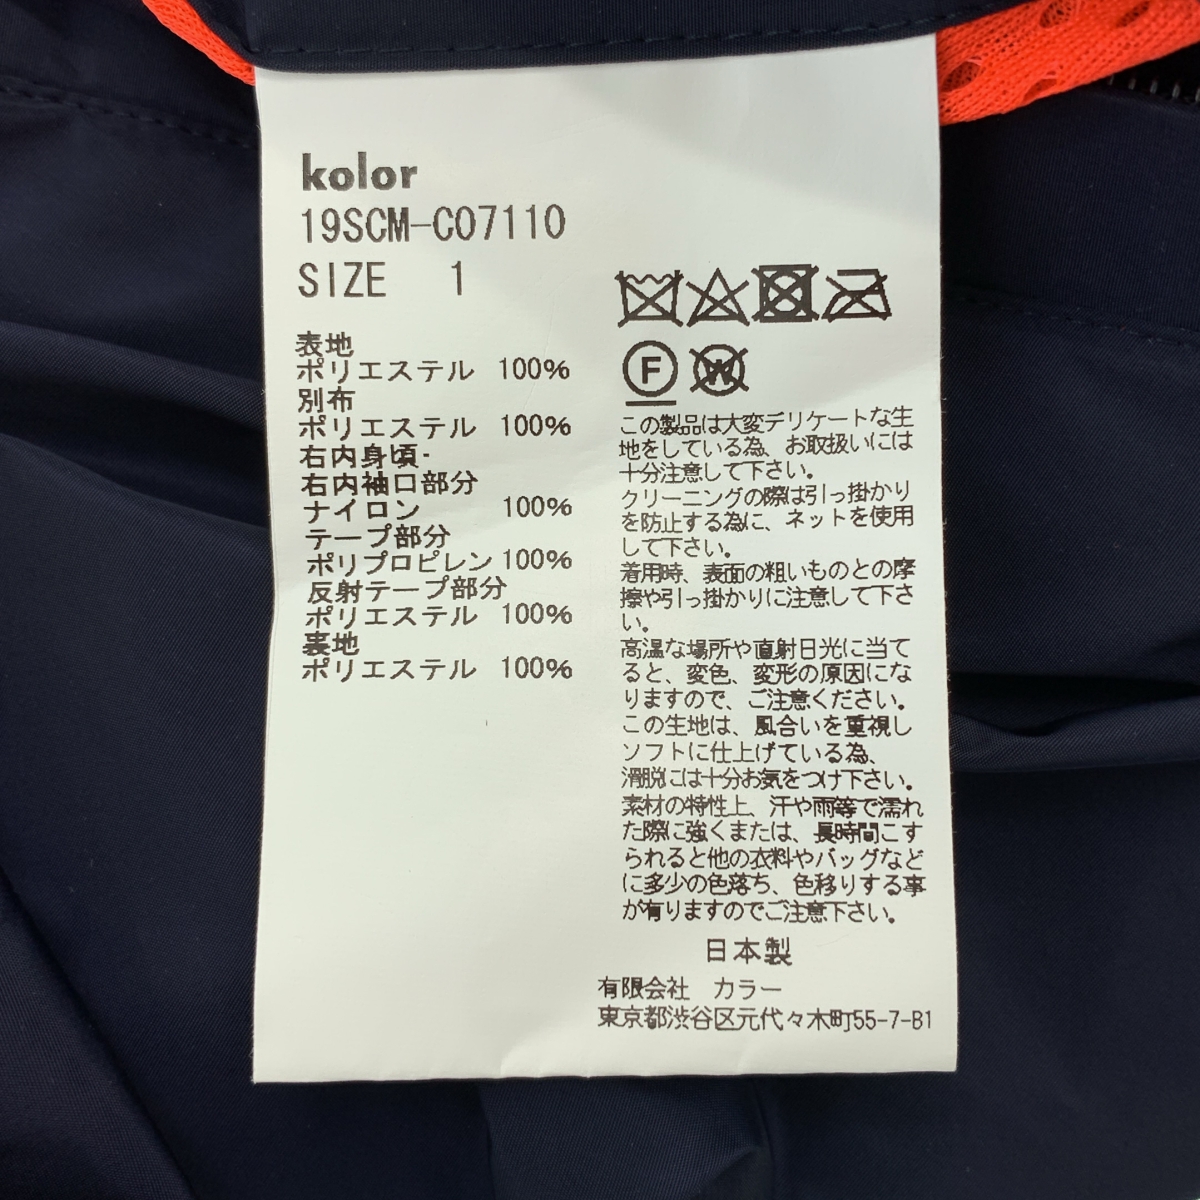 kolor
19SCM-C07110
SIZE 1
表地
ポリエステル 100%
別布
ポリエステル 100%
右内身頃・
右内袖口部分
ナイロン 100%
テープ部分
ポリプロピレン 100%
反射テープ部分
ポリエステル 100%
裏地
ポリエステル 100%
F W
この製品は大変デリケートな生
地をしている為、お取扱いには
十分注意して下さい。
クリーニングの際は引っ掛かり
を防止する為に、ネットを使用
して下さい。
着用時、表面の粗いものとの摩
擦や引っ掛かりに注意して下さ
い。
高温な場所や直射日光に当て
ると、変色、変形の原因にな
りますので、ご注意ください。
この生地は、風合いを重視し
ソフトに仕上げている為、
滑脱には十分お気をつけ下さい。
素材の特性上、汗や雨等で濡れ
た際に強くまたは、長時間こす
られると他の衣料やバッグなど
に多少の色落ち、色移りする事
が有りますのでご注意下さい。
日本製
有限会社 カラー
東京都渋谷区元代々木町55-7-B1